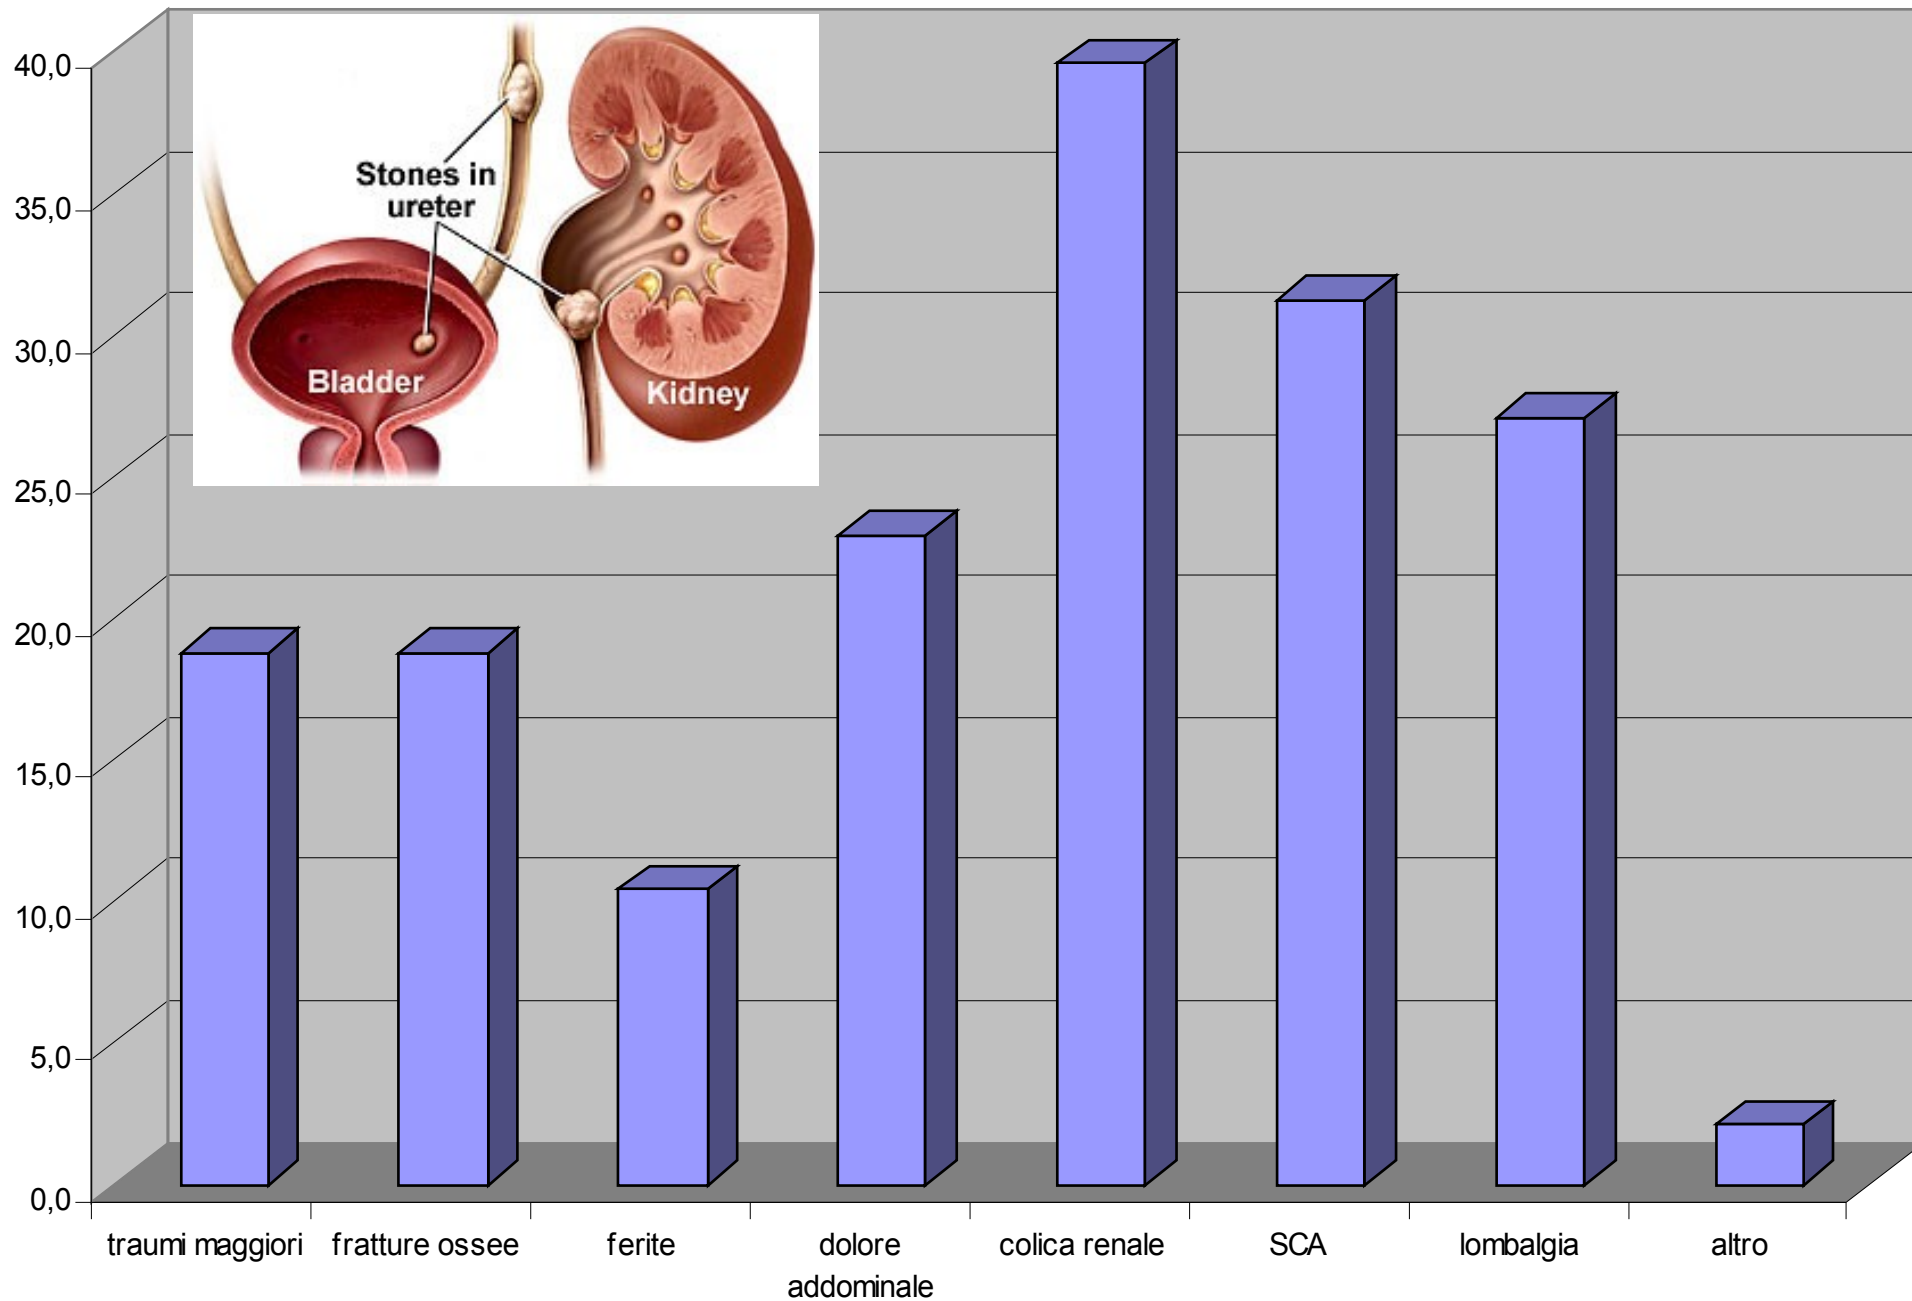 40,0
35,0
30,0
25,0
20,0
15,0
10,0
5,0
0,0
Stones in
ureter
Bladder
Kidney
traumi maggiori
fratture ossee
ferite
dolore
addominale
colica renale
SCA
lombalgia
altro